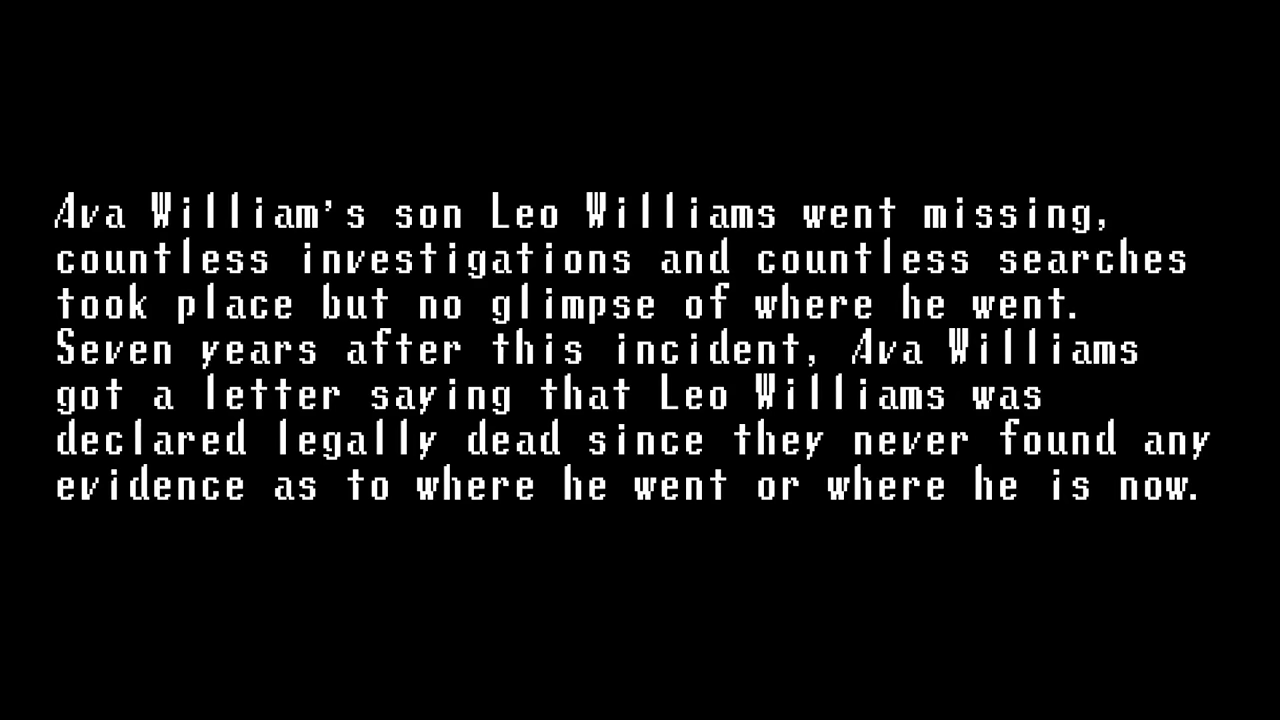 Ava William's son Leo Williams went missing,
countless investigations and countless searches
took place but no glimpse of where he went.
Seven years after this incident, Ava Williams
got a letter saying that Leo Williams was
declared legally dead since they never found any
evidence as to where he went or where he is now.